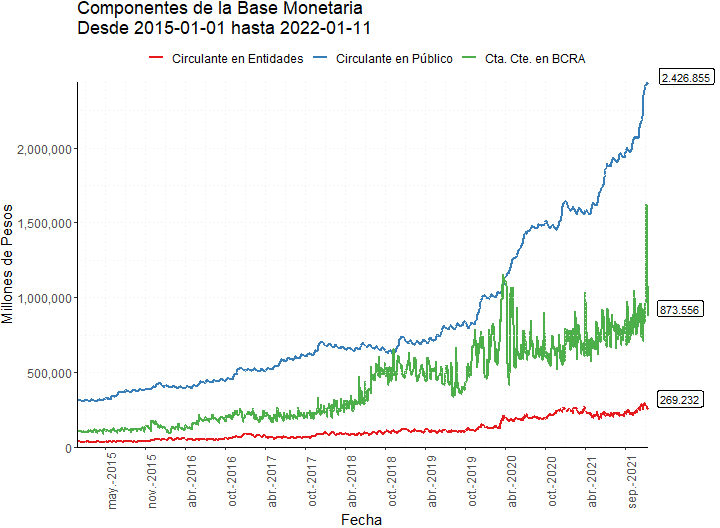 Componentes de la Base Monetaria
Desde 2015-01-01 hasta 2022-01-11
Circulante en Entidades Circulante en Público Cta. Cte. en BCRA
2.426.855
2,000,000
1,500,000
1,000,000
873.556
500,000
269.232
0
Millones de Pesos
may.-2015 nov.-2015 abr.-2016 oct.-2016 abr.-2017 oct.-2017 abr.-2018 oct.-2018 abr.-2019 nov.-2019 abr.-2020 oct.-2020 abr.-2021 sep.-2021
Fecha